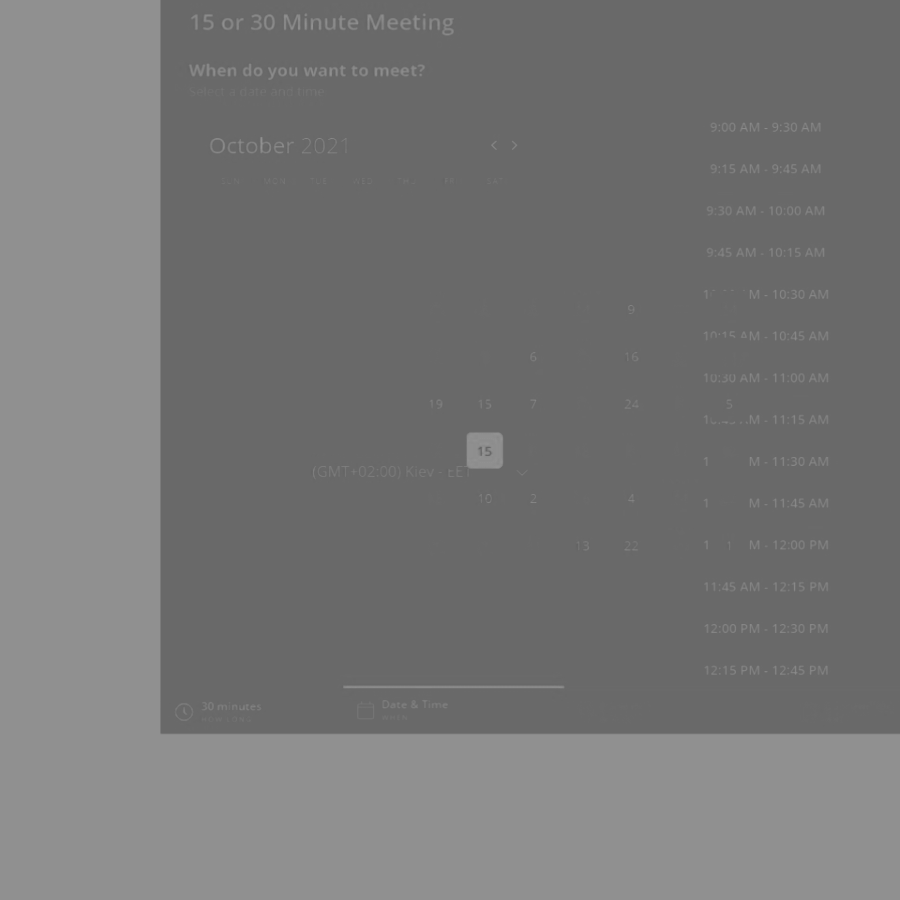 15 or 30 Minute Meeting
When do you want to meet?
Select a date and time
October 2021
SUN MON TUE WED THU FRI SAT
9
6 16
19 15 7 24 5
15
(GMT+02:00) Kiev - EET
10 2 4
13 22 1
9:00 AM - 9:30 AM
9:15 AM - 9:45 AM
9:30 AM - 10:00 AM
9:45 AM - 10:15 AM
M - 10:30 AM
10:15 AM - 10:45 AM
10:30 AM - 11:00 AM
M - 11:15 AM
1 M - 11:30 AM
1 M - 11:45 AM
1 M - 12:00 PM
11:45 AM - 12:15 PM
12:00 PM - 12:30 PM
12:15 PM - 12:45 PM
30 minutes
HOW LONG
Date & Time
WHEN